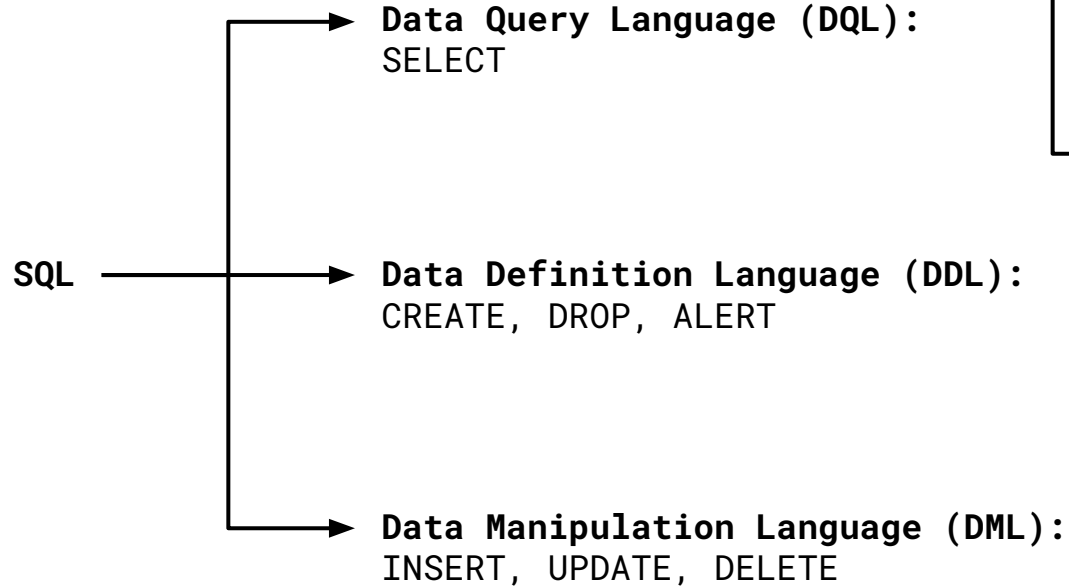 Data Query Language (DQL):
SELECT
SQL
Data Definition Language (DDL):
CREATE, DROP, ALERT
Data Manipulation Language (DML):
INSERT, UPDATE, DELETE